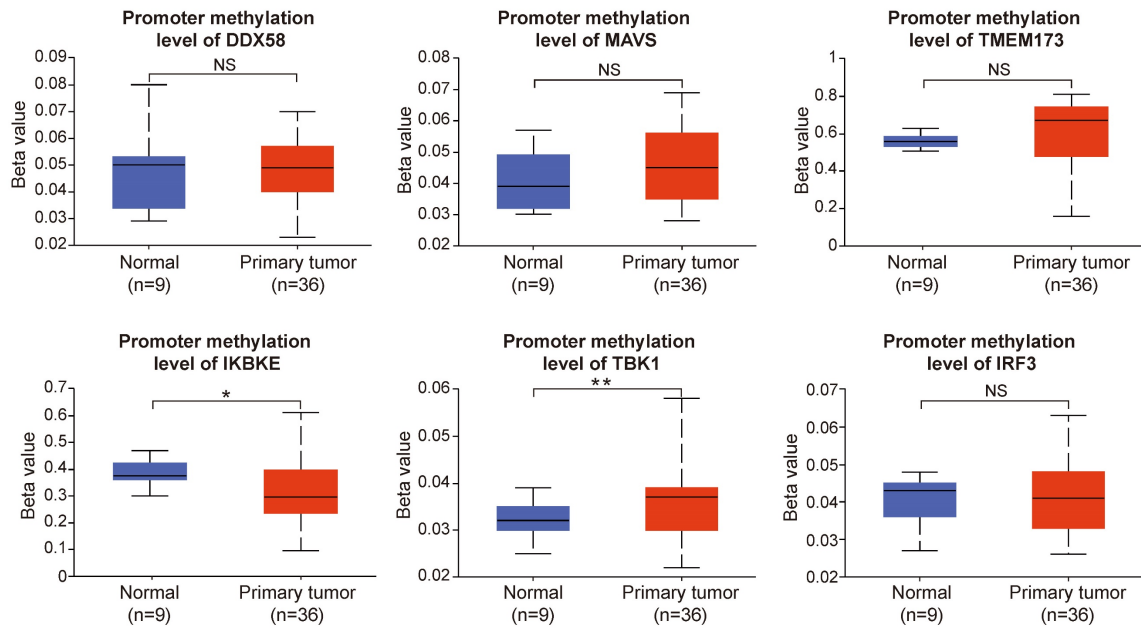 Promoter methylation
level of DDX58
Beta value
0.09
0.08
0.07
0.06
0.05
0.04
0.03
0.02
NS
Normal
(n=9)
Primary tumor
(n=36)
Promoter methylation
level of MAVS
Beta value
0.08
0.07
0.06
0.05
0.04
0.03
0.02
NS
Normal
(n=9)
Primary tumor
(n=36)
Promoter methylation
level of TMEM173
Beta value
1
0.8
0.6
0.4
0.2
0
NS
Normal
(n=9)
Primary tumor
(n=36)
Promoter methylation
level of IKBKE
Beta value
0.7
0.6
0.5
0.4
0.3
0.2
0.1
0
*
Normal
(n=9)
Primary tumor
(n=36)
Promoter methylation
level of TBK1
Beta value
0.06
0.05
0.04
0.03
0.02
**
Normal
(n=9)
Primary tumor
(n=36)
Promoter methylation
level of IRF3
Beta value
0.07
0.06
0.05
0.04
0.03
0.02
NS
Normal
(n=9)
Primary tumor
(n=36)